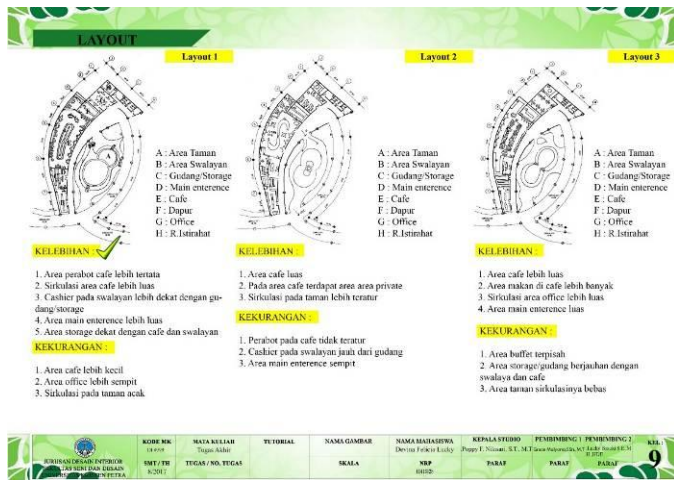 LAYOUT
Layout 1
A : Area Taman
B : Area Swalayan
C : Gudang/Storage
D : Main enterence
E : Cafe
F : Dapur
G : Office
H : R.Istirahat
KELEBIHAN :
1. Area perabot cafe lebih tertata
2. Sirkulasi area cafe lebih luas
3. Cashier pada swalayan lebih dekat dengan gu-
dang/storage
4. Area main enterence lebih luas
5. Area storage dekat dengan cafe dan swalayan
KEKURANGAN :
1. Area cafe lebih kecil
2. Area office lebih sempit
3. Sirkulasi pada taman acak
Layout 2
A : Area Taman
B : Area Swalayan
C : Gudang/Storage
D : Main enterence
E : Cafe
F : Dapur
G : Office
H : R.Istirahat
KELEBIHAN :
1. Area cafe luas
2. Pada area cafe terdapat area area private
3. Sirkulasi pada taman lebih teratur
KEKURANGAN :
1. Perabot pada cafe tidak teratur
2. Cashier pada swalayan jauh dari gudang
3. Area main enterence sempit
Layout 3
A : Area Taman
B : Area Swalayan
C : Gudang/Storage
D : Main enterence
E : Cafe
F : Dapur
G : Office
H : R.Istirahat
KELEBIHAN :
1. Area cafe lebih luas
2. Area makan di cafe lebih banyak
3. Sirkulasi area office lebih luas
4. Area main enterence luas
KEKURANGAN :
1. Area buffet terpisah
2. Area storage/gudang berjauhan dengan
swalaya dan cafe
3. Area taman sirkulasinya bebas
JURUSAN DESAIN INTERIOR
KODE MK
SMT / TH
8/2017
MATA KULIAH
Tugas Akhir
TUGAS / NO. TUGAS
TUTORIAL
NAMA GAMBAR
SKALA
NAMA MAHASISWA
Devina Felicia Lucky
NRP
KEPALA STUDIO
PARAF
PEMBIMBING 1
PARAF
PEMBIMBING 2
PARAF
KEL :
9